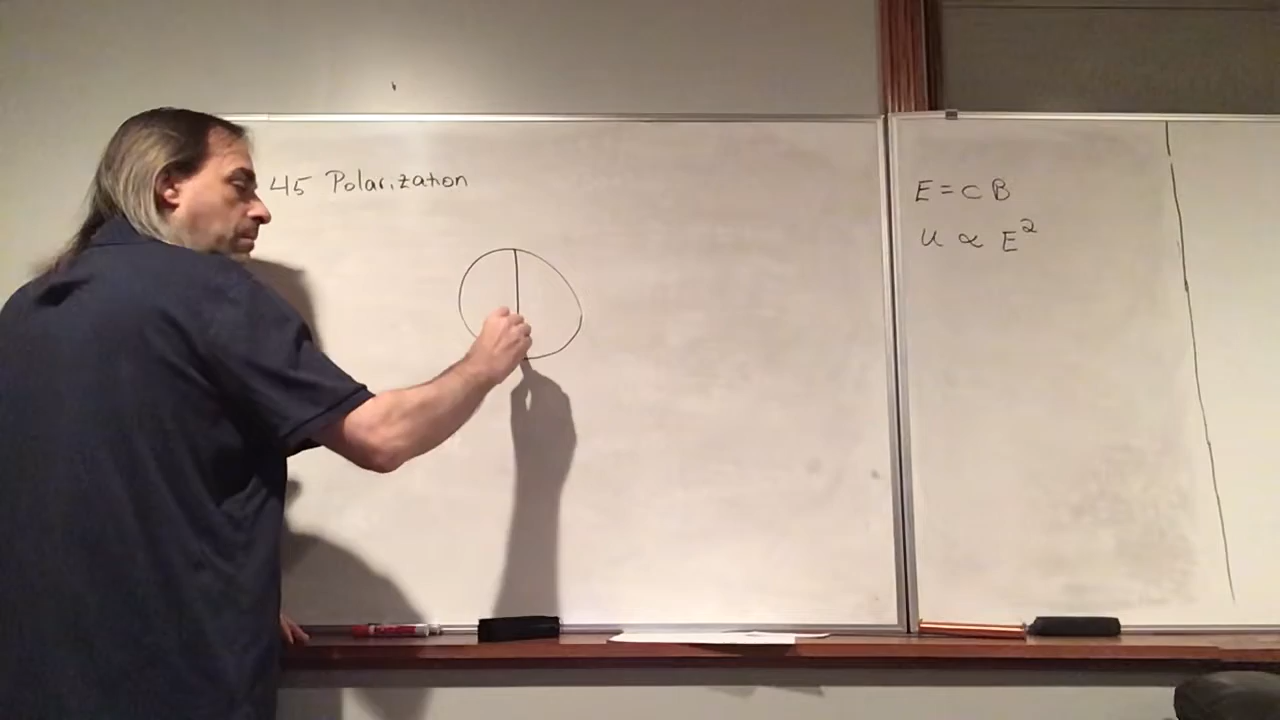 45 Polarization
E = c B
u ∝ E²